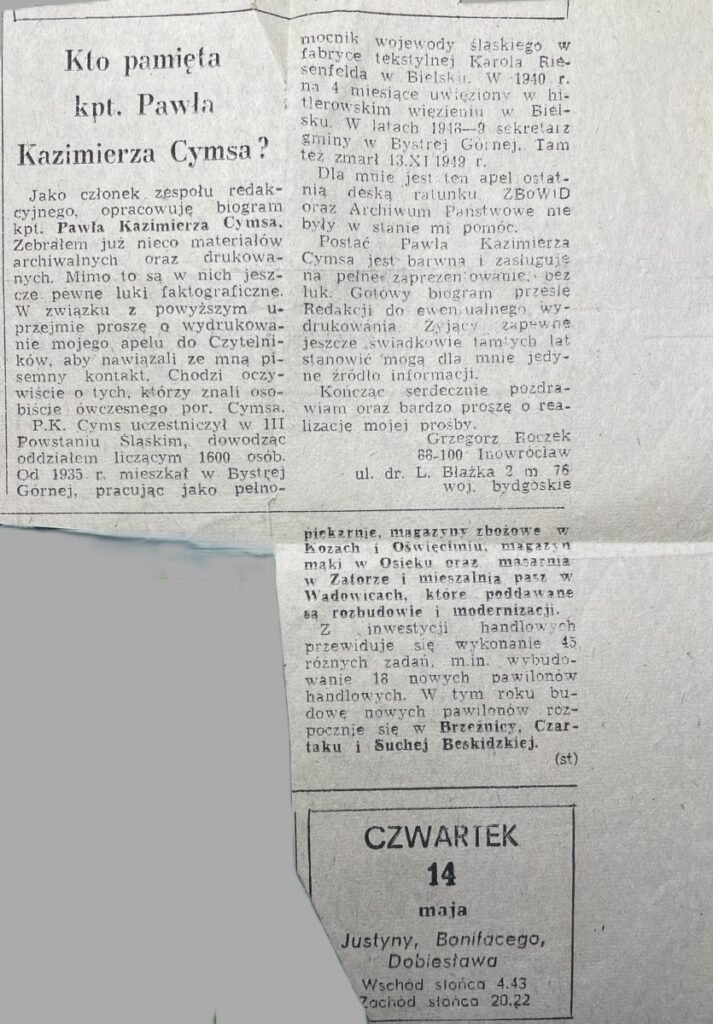 Kto pamięta
kpt. Pawła
Kazimierza Cymsa?
Jako członek zespołu redak-
cyjnego, opracowuję biogram
kpt. Pawła Kazimierza Cymsa.
Zebrałem już nieco materiałów
archiwalnych oraz drukowa-
nych. Mimo to są w nich jesz-
cze pewne luki faktograficzne.
W związku z powyższym u-
przejmie proszę o wydrukowa-
nie mojego apelu do Czytelni-
ków, aby nawiązali ze mną pi-
semny kontakt. Chodzi oczy-
wiście o tych, którzy znali oso-
biście ówczesnego por. Cymsa.
P.K. Cyms uczestniczył w III
Powstaniu Śląskim, dowodząc
oddziałem liczącym 1600 osób.
Od 1935 r. mieszkał w Bystrej
Górnej, pracując jako pełno-
mocnik wojewody śląskiego w
fabryce tekstylnej Karola Rie-
senfelda w Bielsku. W 1940 r.
na 4 miesiące uwięziony w hi-
tlerowskim więzieniu w Biel-
sku. W latach 1948—9 sekretarz
gminy w Bystrej Górnej. Tam
też zmarł 13.XI 1949 r.
Dla mnie jest ten apel ostat-
nią deską ratunku ZBoWiD
oraz Archiwum Państwowe nie
były w stanie mi pomóc.
Postać Pawła Kazimierza
Cymsa jest barwna i zasługuje
na pełne zaprezentowanie, bez
luk. Gotowy biogram prześlę
Redakcji do ewentualnego wy-
drukowania Żyjący zapewne
jeszcze świadkowie tamtych lat
stanowić mogą dla mnie jedy-
ne źródło informacji.
Kończąc serdecznie pozdra-
wiam oraz bardzo proszę o rea-
lizację mojej prośby.
Grzegorz Roczek
88-100 Inowrocław
ul. dr. L. Błażka 2 m 76
woj. bydgoskie
piekarnie, magazyny zbożowe w
Kozach i Oświęcimiu, magazyn
mąki w Osieku oraz masarnia
w Zatorze i mieszalnia pasz w
Wadowicach, które poddawane
są rozbudowie i modernizacji.
Z inwestycji handlowych
przewiduje się wykonanie 45
różnych zadań, m.in. wybudo-
wanie 18 nowych pawilonów
handlowych. W tym roku bu-
dowę nowych pawilonów roz-
pocznie się w Brzeźnicy, Czar-
taku i Suchej Beskidzkiej.
(st)
CZWARTEK
14
maja
Justyny, Bonifacego,
Dobiesława
Wschód słońca 4.43
Zachód słońca 20.22